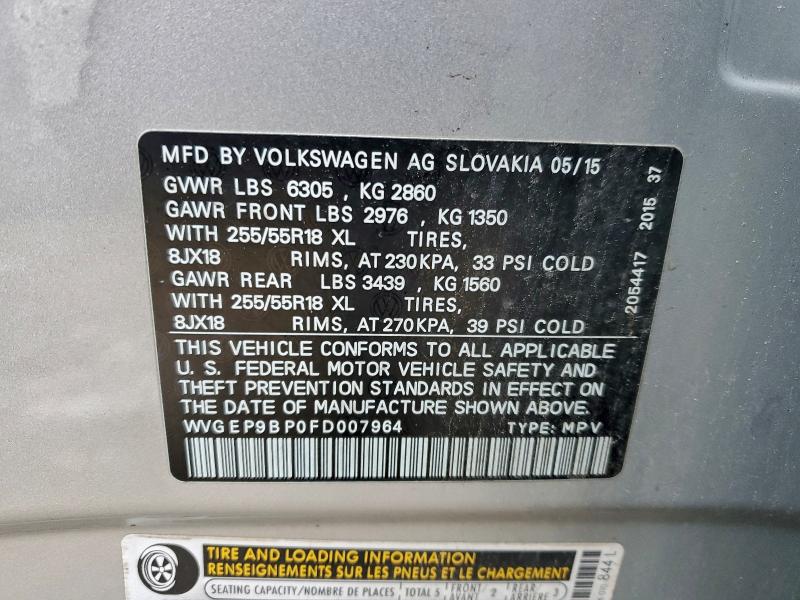 MFD BY VOLKSWAGEN AG SLOVAKIA 05/15
GVWR LBS 6305 , KG 2860
GAWR FRONT LBS 2976 , KG 1350
WITH 255/55R18 XL TIRES,
8JX18 RIMS, AT 230KPA, 33 PSI COLD
GAWR REAR LBS 3439 , KG 1560
WITH 255/55R18 XL TIRES,
8JX18 RIMS, AT 270KPA, 39 PSI COLD
THIS VEHICLE CONFORMS TO ALL APPLICABLE
U. S. FEDERAL MOTOR VEHICLE SAFETY AND
THEFT PREVENTION STANDARDS IN EFFECT ON
THE DATE OF MANUFACTURE SHOWN ABOVE.
WVGEP9BP0FD007964 TYPE: MPV
2054417 2015 37
TIRE AND LOADING INFORMATION
RENSEIGNEMENTS SUR LES PNEUS ET LE CHARGEMENT
SEATING CAPACITY/NOMBRE DE PLACES TOTAL 5 FRONT AVANT 2 REAR ARRIÈRE 3
844 L